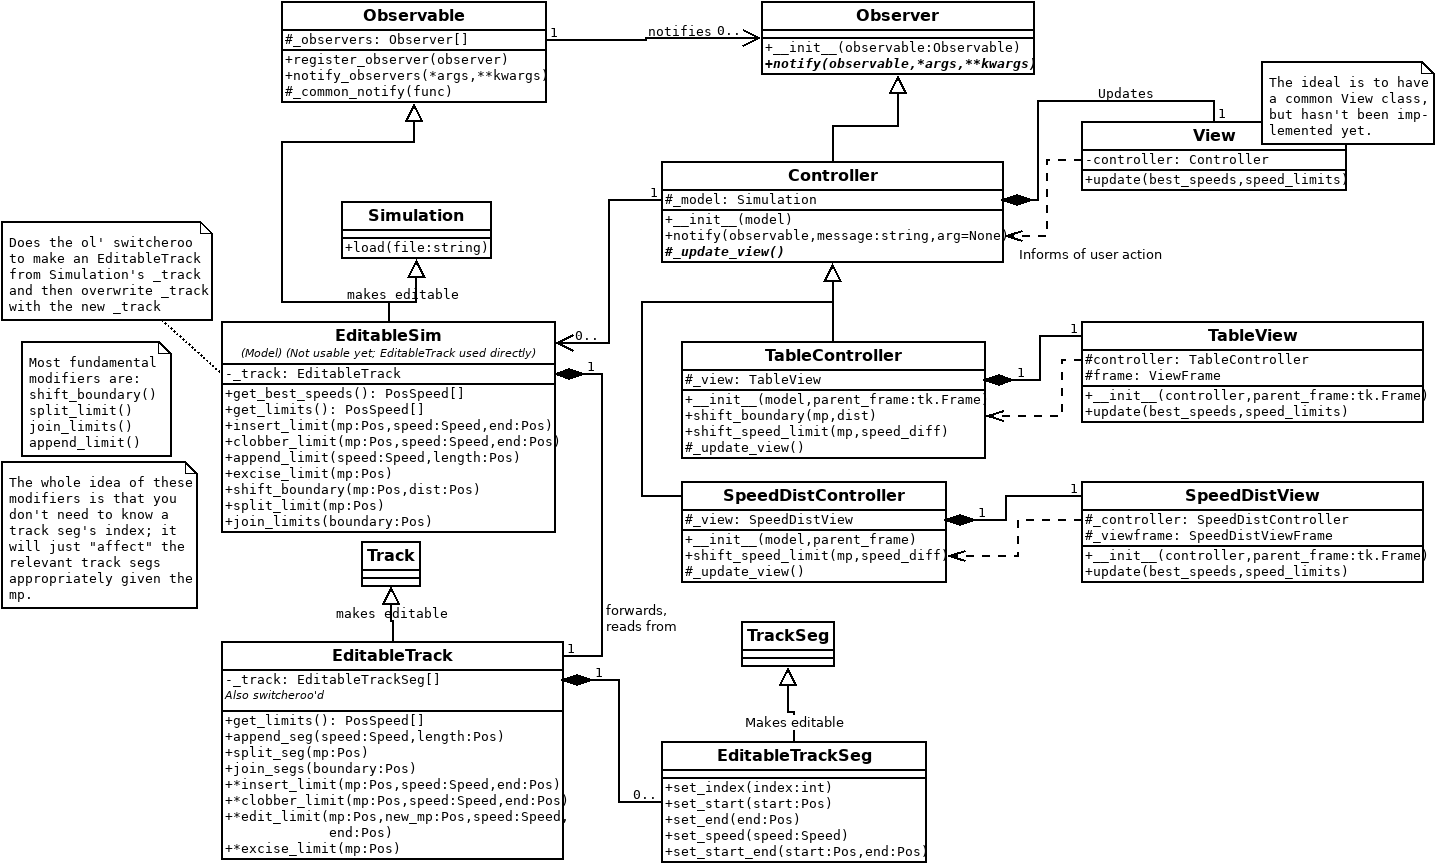 Observable
#_observers: Observer[]
+register_observer(observer)
+notify_observers(*args,**kwargs)
#_common_notify(func)
1
notifies
0..
Observer
+__init__(observable:Observable)
+notify(observable,*args,**kwargs)
The ideal is to have
a common View class,
but hasn't been imp-
lemented yet.
Updates
1
View
-controller: Controller
+update(best_speeds,speed_limits)
Controller
#_model: Simulation
+__init__(model)
+notify(observable,message:string,arg=None)
#_update_view()
1
Informs of user action
Simulation
+load(file:string)
Does the ol' switcheroo
to make an EditableTrack
from Simulation's _track
and then overwrite _track
with the new _track
makes editable
EditableSim
(Model) (Not usable yet; EditableTrack used directly)
-_track: EditableTrack
+get_best_speeds(): PosSpeed[]
+get_limits(): PosSpeed[]
+insert_limit(mp:Pos,speed:Speed,end:Pos)
+clobber_limit(mp:Pos,speed:Speed,end:Pos)
+append_limit(speed:Speed,length:Pos)
+excise_limit(mp:Pos)
+shift_boundary(mp:Pos,dist:Pos)
+split_limit(mp:Pos)
+join_limits(boundary:Pos)
0..
1
Most fundamental
modifiers are:
shift_boundary()
split_limit()
join_limits()
append_limit()
The whole idea of these
modifiers is that you
don't need to know a
track seg's index; it
will just "affect" the
relevant track segs
appropriately given the
mp.
TableController
#_view: TableView
+__init__(model,parent_frame:tk.Frame)
+shift_boundary(mp,dist)
+shift_speed_limit(mp,speed_diff)
#_update_view()
1
1
TableView
#controller: TableController
#frame: ViewFrame
+__init__(controller,parent_frame:tk.Frame)
+update(best_speeds,speed_limits)
SpeedDistController
#_view: SpeedDistView
+__init__(model,parent_frame)
+shift_speed_limit(mp,speed_diff)
#_update_view()
1
1
SpeedDistView
#_controller: SpeedDistController
#_viewframe: SpeedDistViewFrame
+__init__(controller,parent_frame:tk.Frame)
+update(best_speeds,speed_limits)
Track
makes editable
forwards,
reads from
1
EditableTrack
-_track: EditableTrackSeg[]
Also switcheroo'd
+get_limits(): PosSpeed[]
+append_seg(speed:Speed,length:Pos)
+split_seg(mp:Pos)
+join_segs(boundary:Pos)
+*insert_limit(mp:Pos,speed:Speed,end:Pos)
+*clobber_limit(mp:Pos,speed:Speed,end:Pos)
+*edit_limit(mp:Pos,new_mp:Pos,speed:Speed,
end:Pos)
+*excise_limit(mp:Pos)
1
0..
TrackSeg
Makes editable
EditableTrackSeg
+set_index(index:int)
+set_start(start:Pos)
+set_end(end:Pos)
+set_speed(speed:Speed)
+set_start_end(start:Pos,end:Pos)